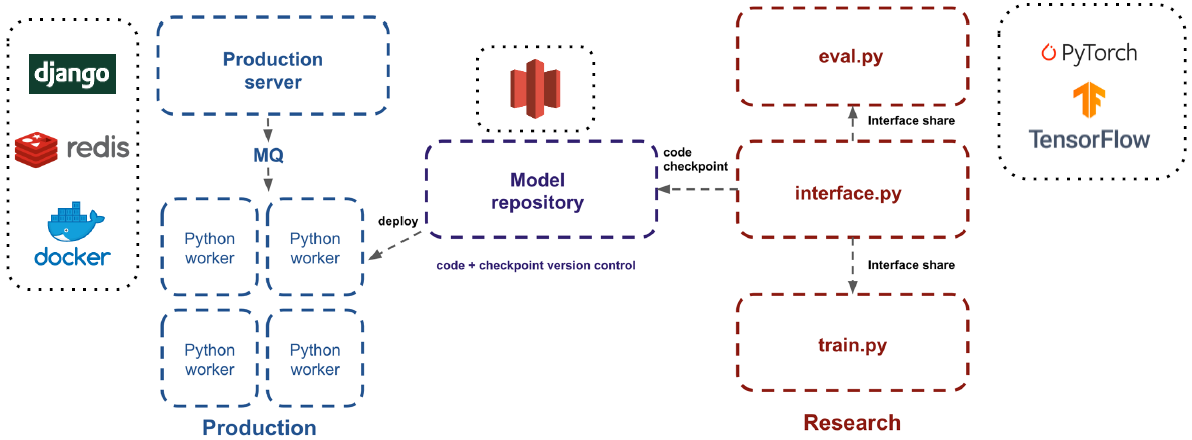 django
redis
docker
Production
server
MQ
Python
worker
Python
worker
Python
worker
Python
worker
Production
deploy
Model
repository
code + checkpoint version control
code
checkpoint
eval.py
Interface share
interface.py
Interface share
train.py
Research
PyTorch
TensorFlow